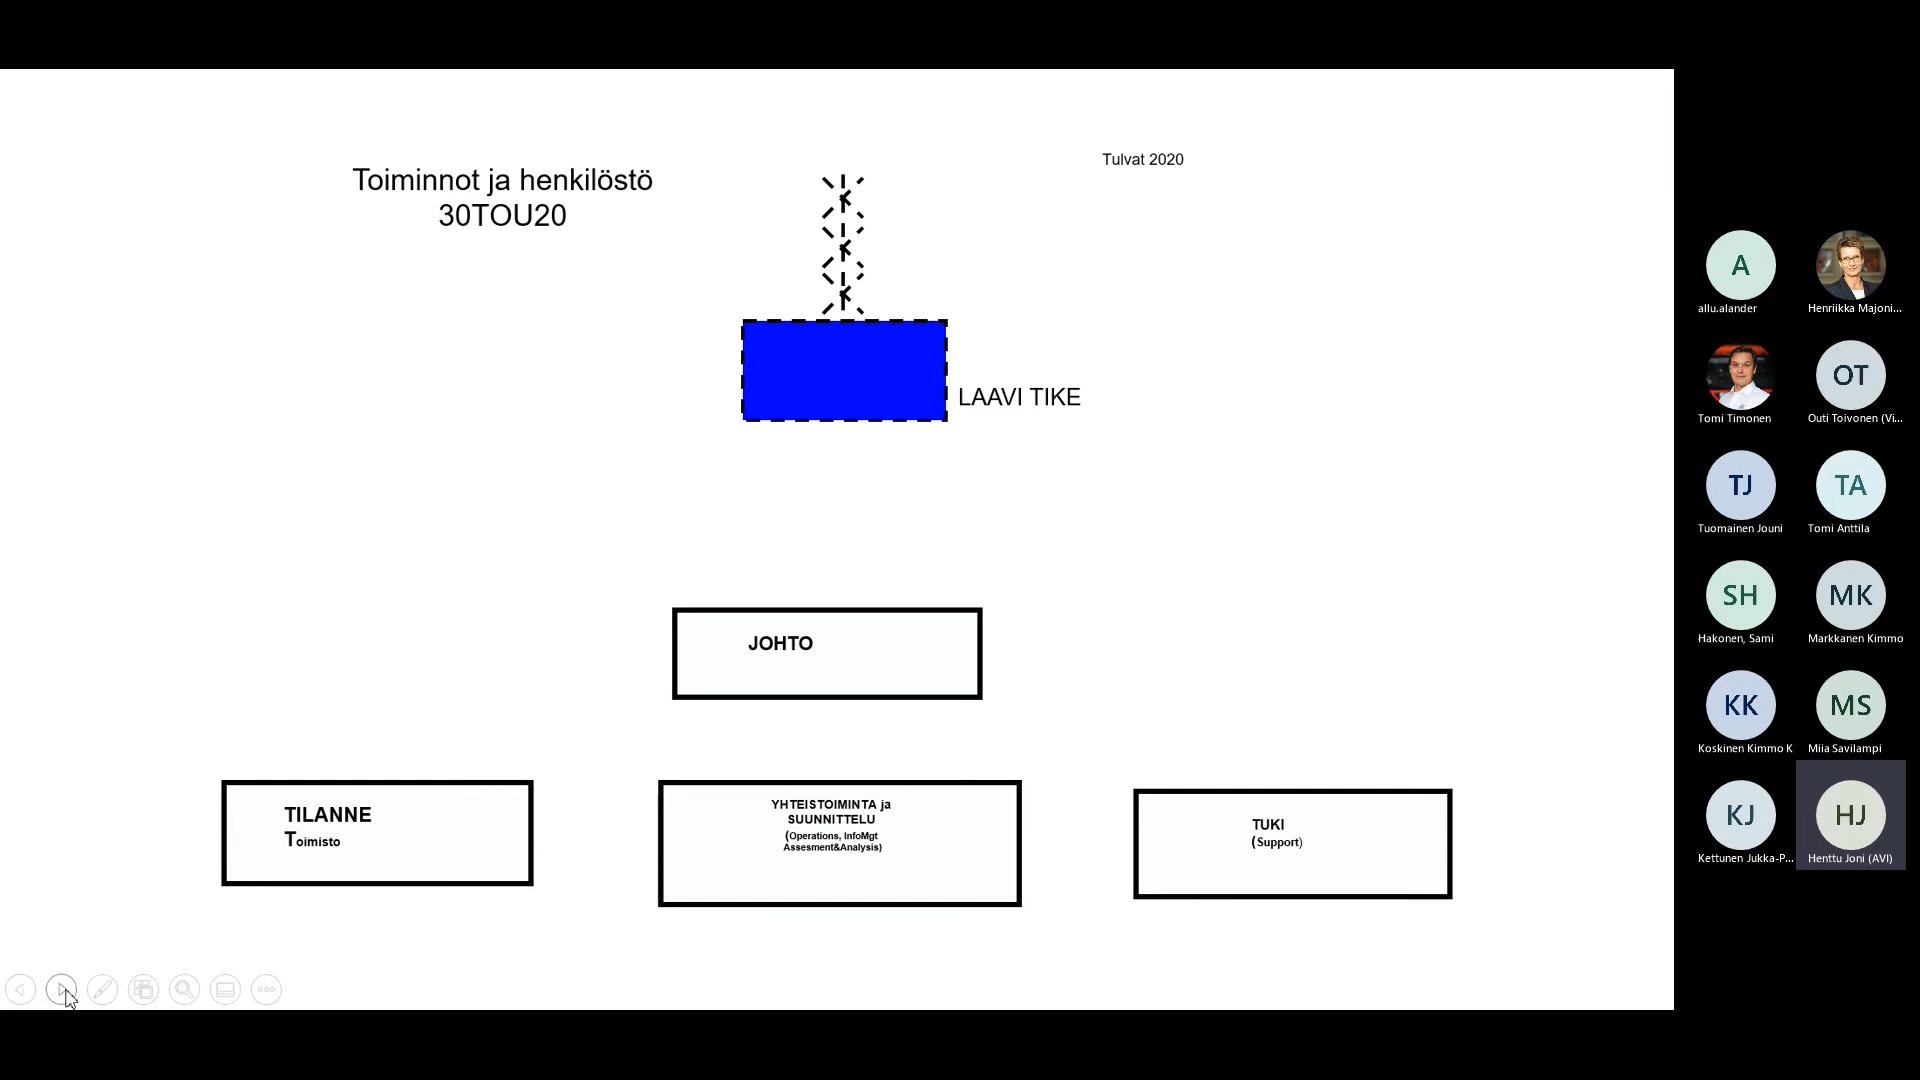 Toiminnot ja henkilöstö
30TOU20
Tulvat 2020
LAAVI TIKE
JOHTO
TILANNE
Toimisto
YHTEISTOIMINTA ja
SUUNNITTELU
(Operations, InfoMgt
Assesment&Analysis)
TUKI
(Support)
A
allu.alander
Henriikka Majoni...
Tomi Timonen
OT
Outi Toivonen (Vi...
TJ
Tuomainen Jouni
TA
Tomi Anttila
SH
Hakonen, Sami
MK
Markkanen Kimmo
KK
Koskinen Kimmo K
MS
Miia Savilampi
KJ
Kettunen Jukka-P...
HJ
Henttu Joni (AVI)